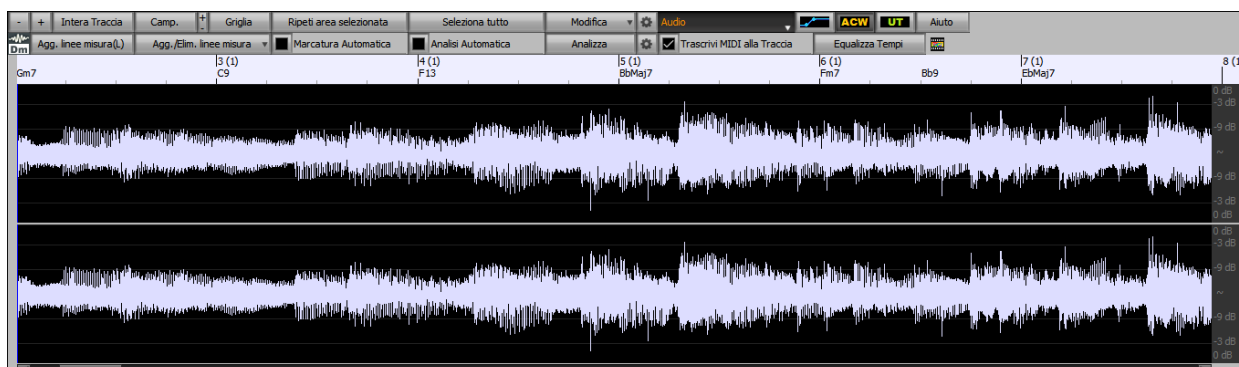 - + Intera Traccia Camp. + - Griglia Ripeti area selezionata Seleziona tutto Modifica Audio ACW UT Aiuto
Dm Agg. linee misura(L) Agg./Elim. linee misura Marcatura Automatica Analisi Automatica Analizza Trascrivi MIDI alla Traccia Equalizza Tempi
3 (1) 4 (1) 5 (1) 6 (1) 7 (1) 8 (1
Gm7 C9 F13 BbMaj7 Fm7 Bb9 EbMaj7
0 dB
-3 dB
-9 dB
~
-9 dB
-3 dB
0 dB
0 dB
-3 dB
-9 dB
~
-9 dB
-3 dB
0 dB